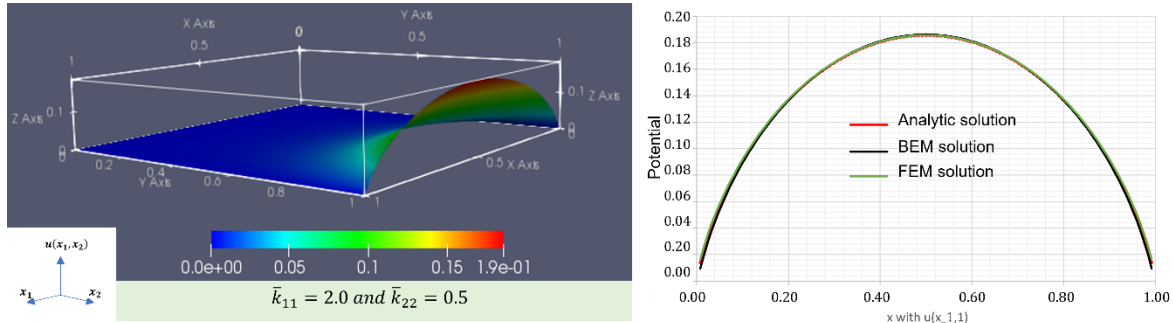 X Axis
0
Y Axis
0.5
0.5
1
1
1
0.1
Z Axis
0
0.2
0.4
Y Axis
0.6
0.8
1
1
0.5
X Axis
0
0.1
Z Axis
0
0.0e+00 0.05 0.1 0.15 1.9e-01
u(x₁, x₂)
x₁ x₂
k̄₁₁ = 2.0 and k̄₂₂ = 0.5
0.20
0.18
0.16
0.14
0.12
0.10
0.08
0.06
0.04
0.20
0.00
Potential
Analytic solution
BEM solution
FEM solution
0.00 0.20 0.40 0.60 0.80 1.00
x with u(x_1,1)